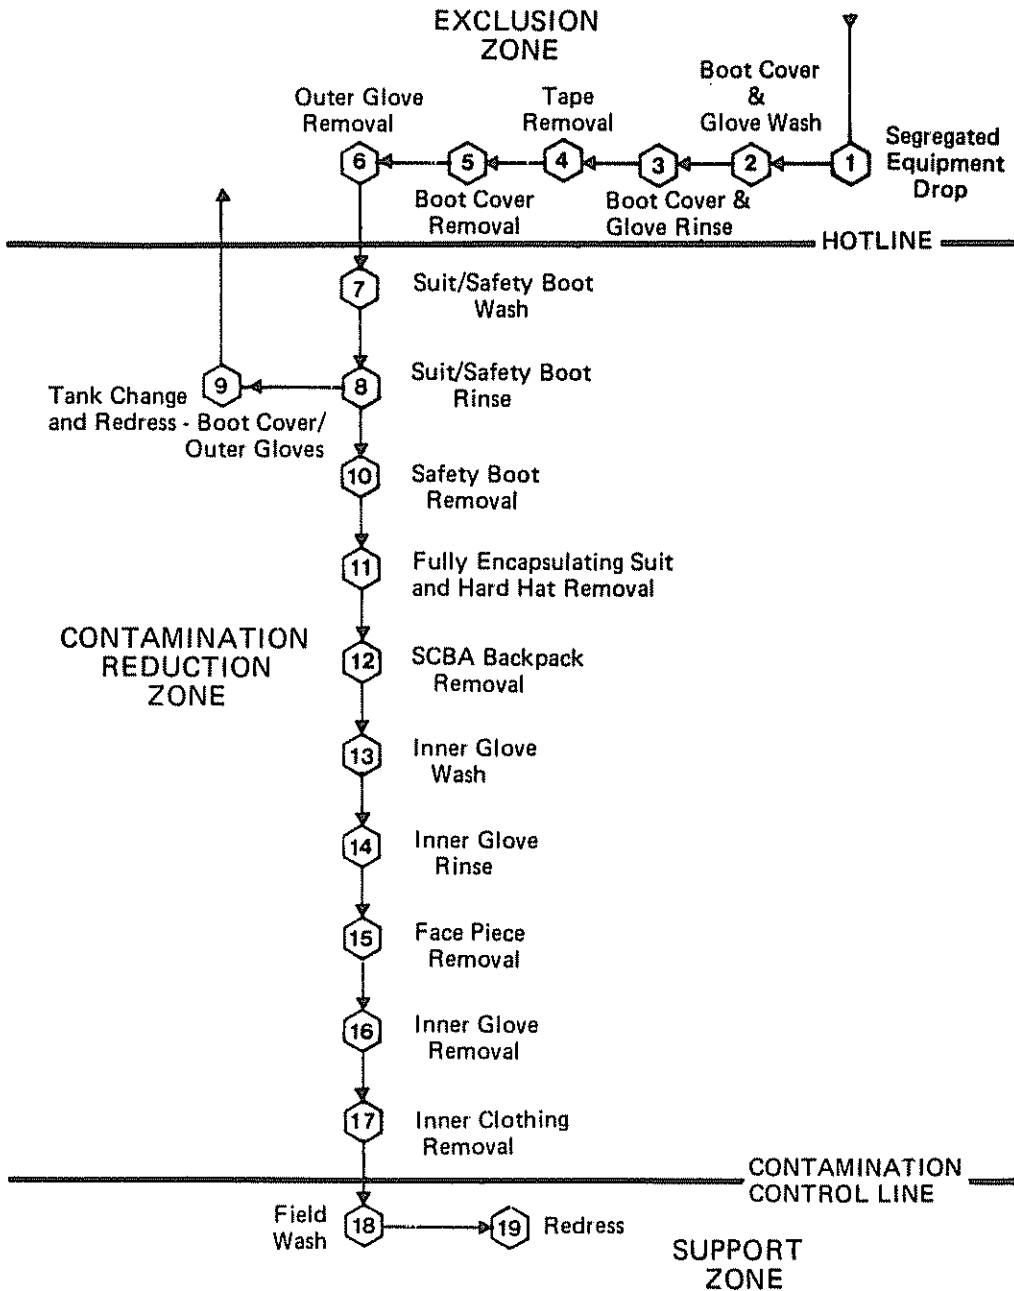 EXCLUSION
ZONE
Boot Cover
&
Glove Wash
Outer Glove
Removal
Tape
Removal
Segregated
Equipment
Drop
6
5
4
3
2
1
Boot Cover
Removal
Boot Cover &
Glove Rinse
HOTLINE
7
Suit/Safety Boot
Wash
9
8
Suit/Safety Boot
Rinse
Tank Change
and Redress - Boot Cover/
Outer Gloves
10
Safety Boot
Removal
11
Fully Encapsulating Suit
and Hard Hat Removal
CONTAMINATION
REDUCTION
ZONE
12
SCBA Backpack
Removal
13
Inner Glove
Wash
14
Inner Glove
Rinse
15
Face Piece
Removal
16
Inner Glove
Removal
17
Inner Clothing
Removal
CONTAMINATION
CONTROL LINE
Field
Wash
18
19
Redress
SUPPORT
ZONE